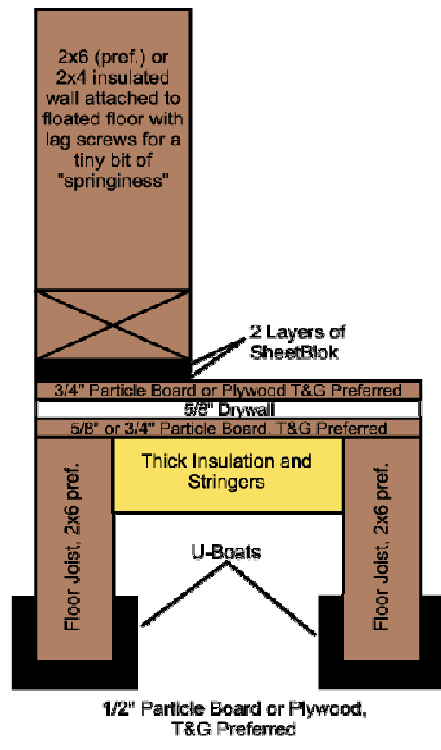 2x6 (pref.) or
2x4 insulated
wall attached to
floated floor with
lag screws for a
tiny bit of
"springiness"
2 Layers of
SheetBlok
3/4" Particle Board or Plywood T&G Preferred
5/8" Drywall
5/8" or 3/4" Particle Board, T&G Preferred
Thick Insulation and
Stringers
Floor Joist, 2x6 pref.
Floor Joist, 2x6 pref.
U-Boats
1/2" Particle Board or Plywood,
T&G Preferred